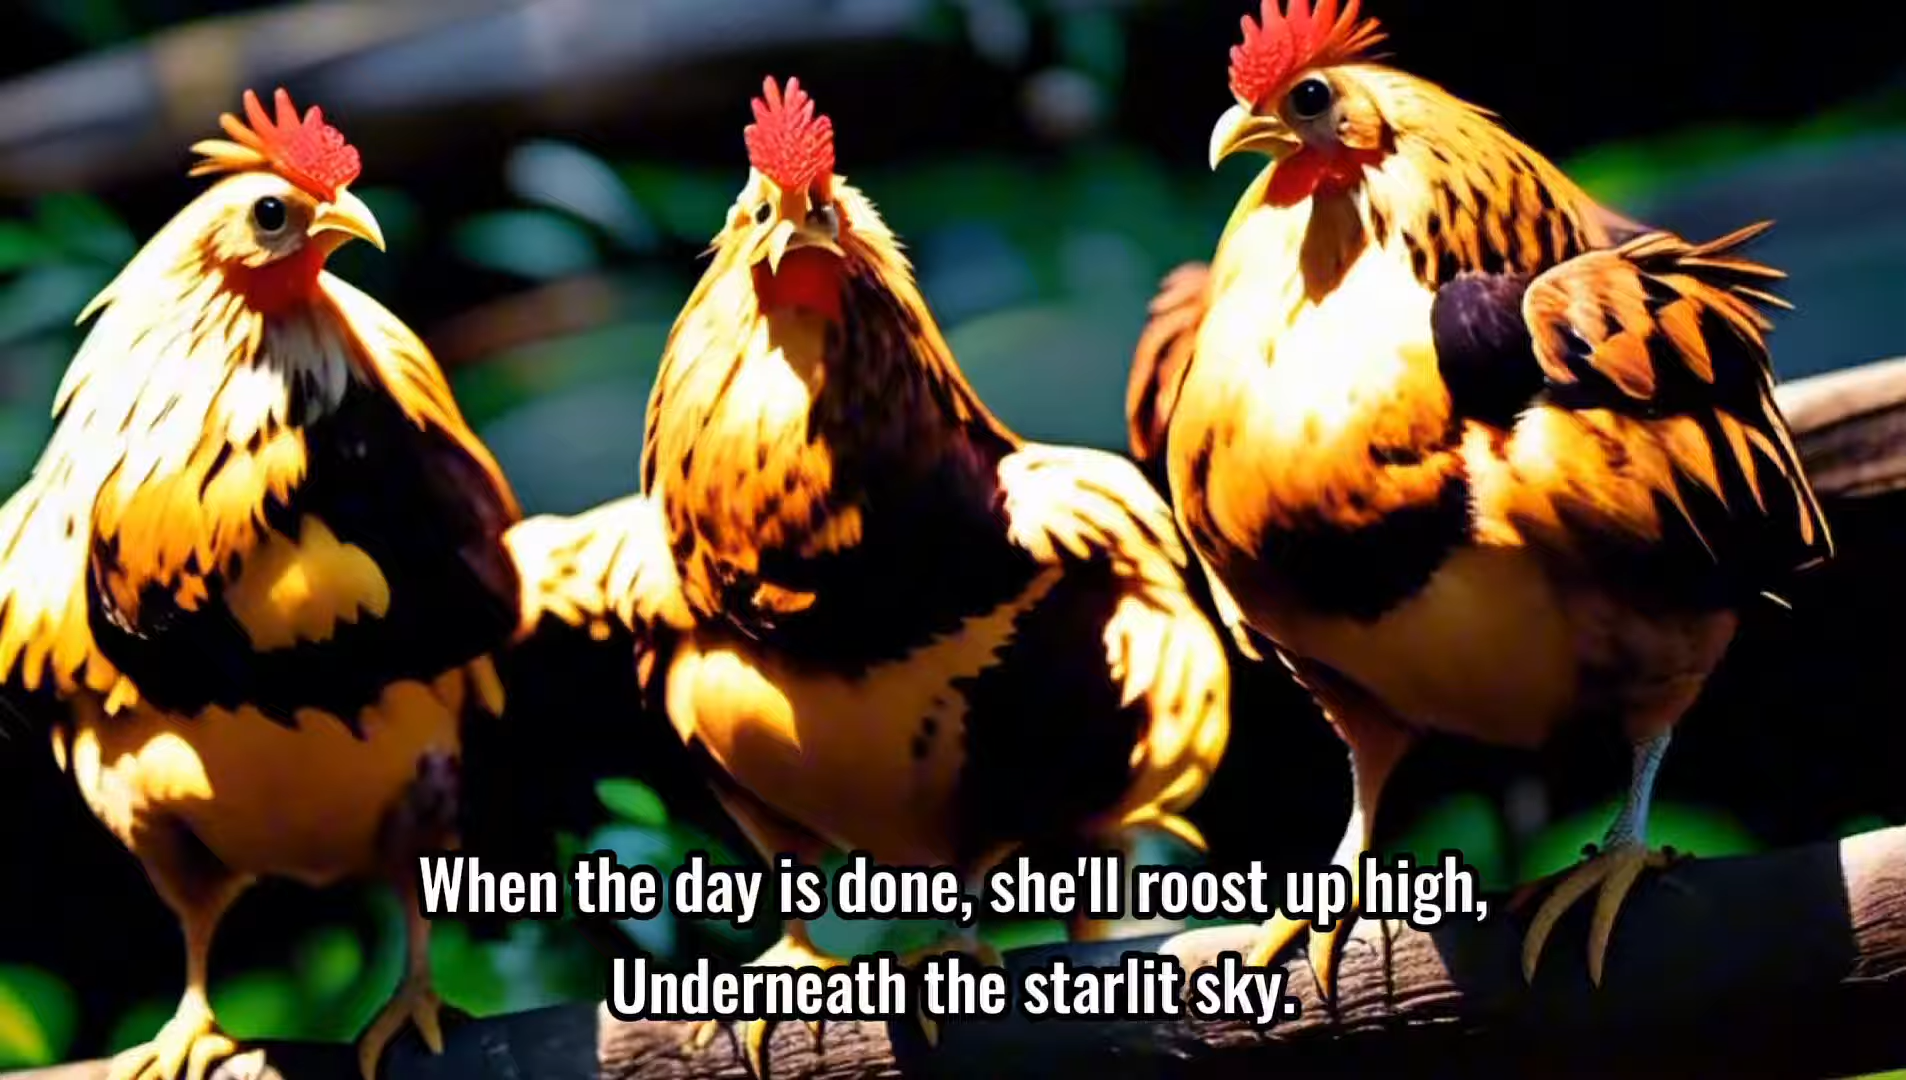 When the day is done, she'll roost up high,
Underneath the starlit sky.